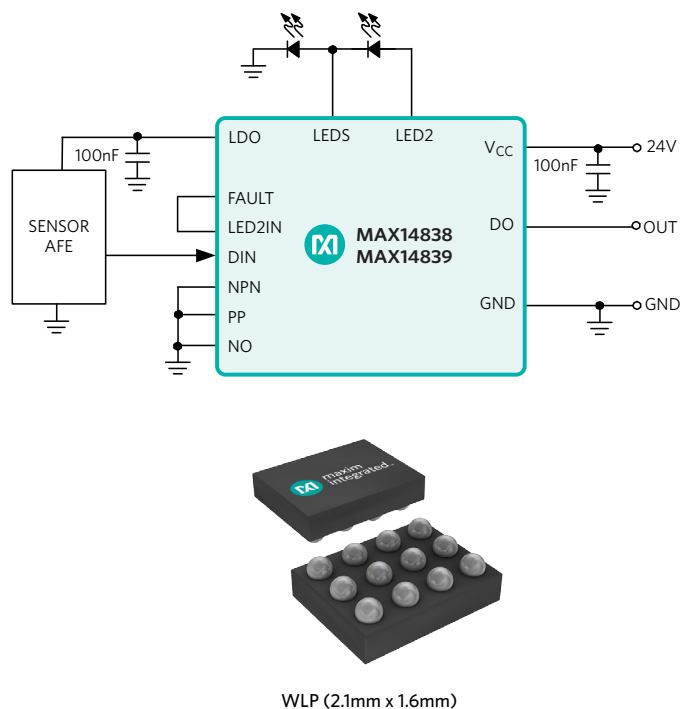 LDO
LEDS
LED2
VCC
24V
100nF
100nF
FAULT
LED2IN
DIN
NPN
PP
NO
SENSOR
AFE
MAX14838
MAX14839
DO
OUT
GND
GND
maxim
integrated™
WLP (2.1mm x 1.6mm)